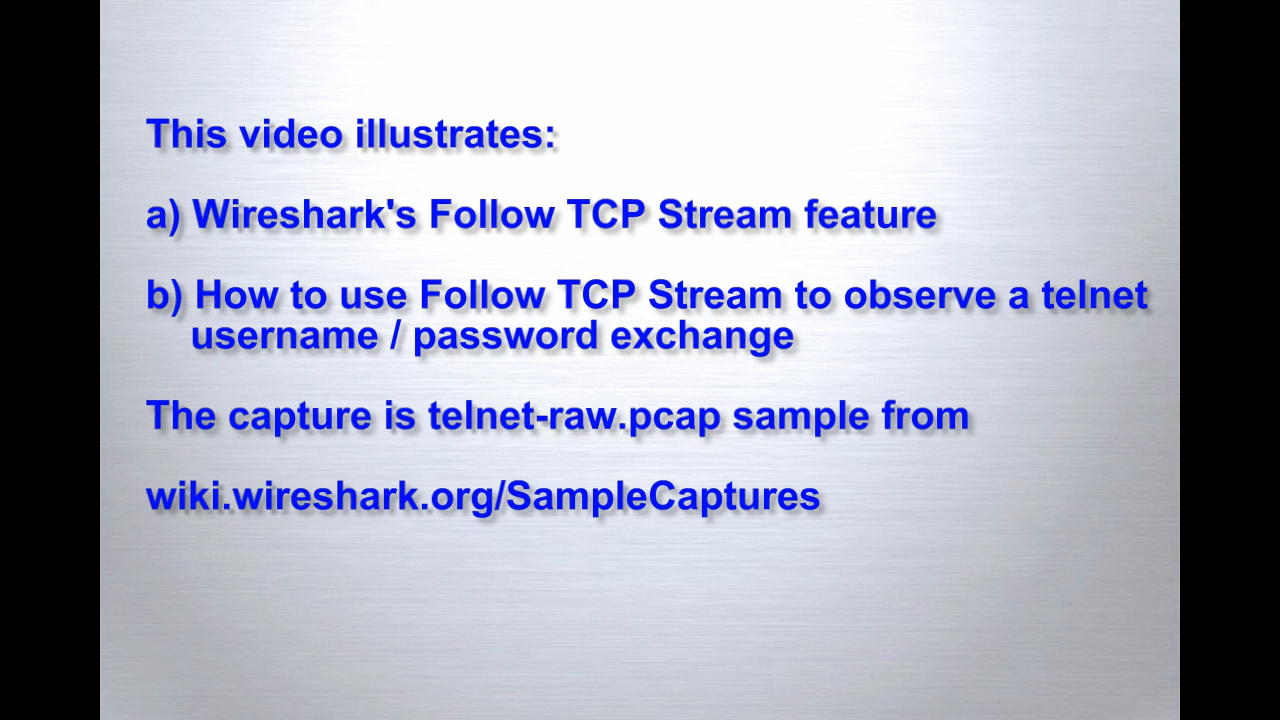 This video illustrates:
a) Wireshark's Follow TCP Stream feature
b) How to use Follow TCP Stream to observe a telnet
username / password exchange
The capture is telnet-raw.pcap sample from
wiki.wireshark.org/SampleCaptures